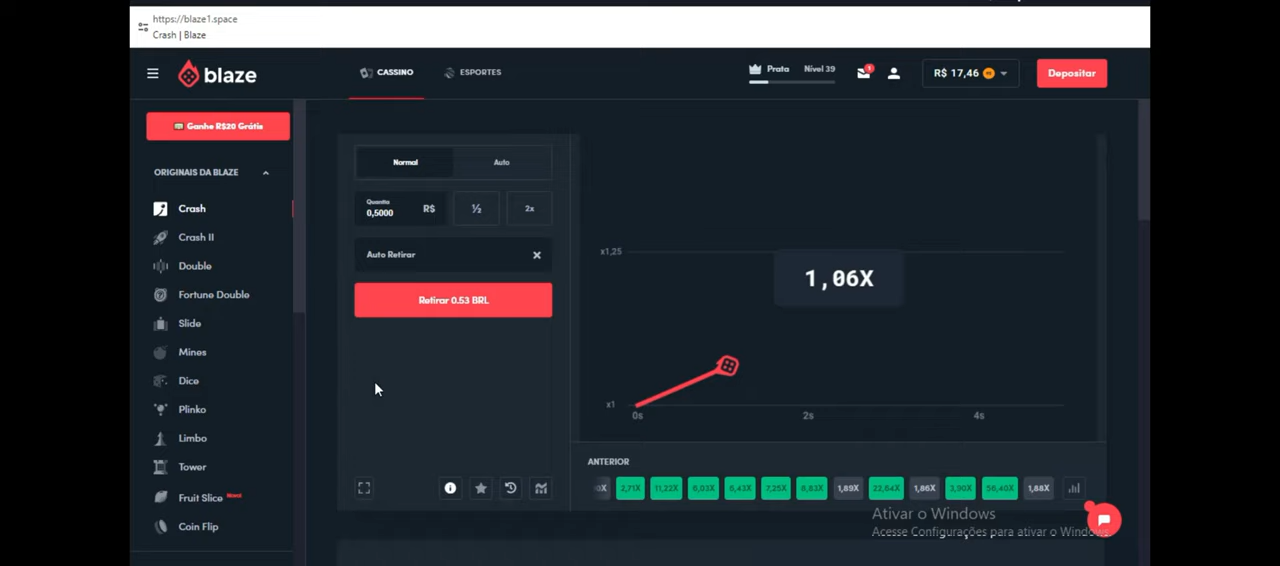 https://blaze1.space
Crash | Blaze
blaze
CASSINO
ESPORTES
Prata
Nível 39
1
R$ 17,46
Depositar
Ganhe R$20 Grátis
ORIGINAIS DA BLAZE
Crash
Crash II
Double
Fortune Double
Slide
Mines
Dice
Plinko
Limbo
Tower
Fruit Slice
Coin Flip
Normal
Auto
Quantia
0,5000
R$
½
2x
Auto Retirar
Retirar 0.53 BRL
x1,25
1,06X
x1
0s
2s
4s
ANTERIOR
2,71X 11,22X 6,03X 6,43X 7,25X 8,83X 1,89X 22,64X 1,86X 3,90X 56,40X 1,88X
Ativar o Windows
Acesse Configurações para ativar o Windows.